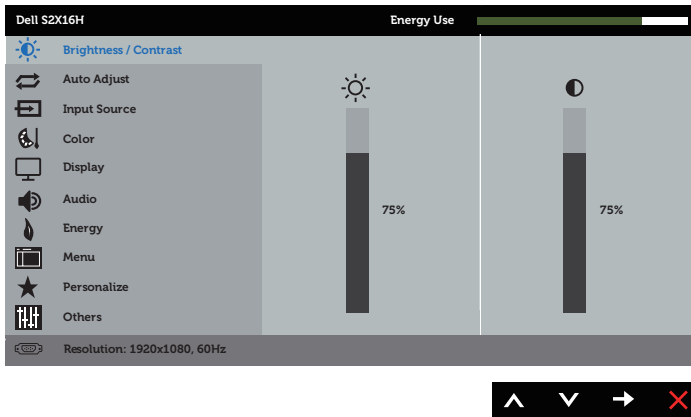 Dell S2X16H
Energy Use
Brightness / Contrast
Auto Adjust
Input Source
Color
Display
Audio
Energy
Menu
Personalize
Others
75%
75%
Resolution: 1920x1080, 60Hz